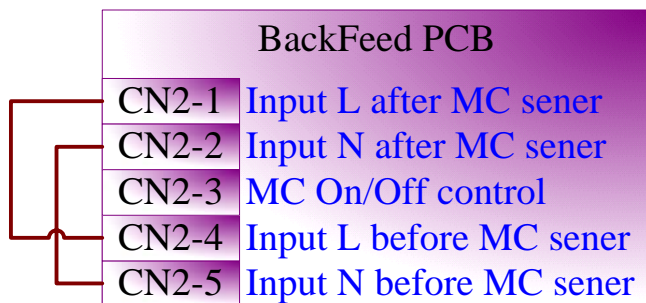 BackFeed PCB
CN2-1 Input L after MC sener
CN2-2 Input N after MC sener
CN2-3 MC On/Off control
CN2-4 Input L before MC sener
CN2-5 Input N before MC sener